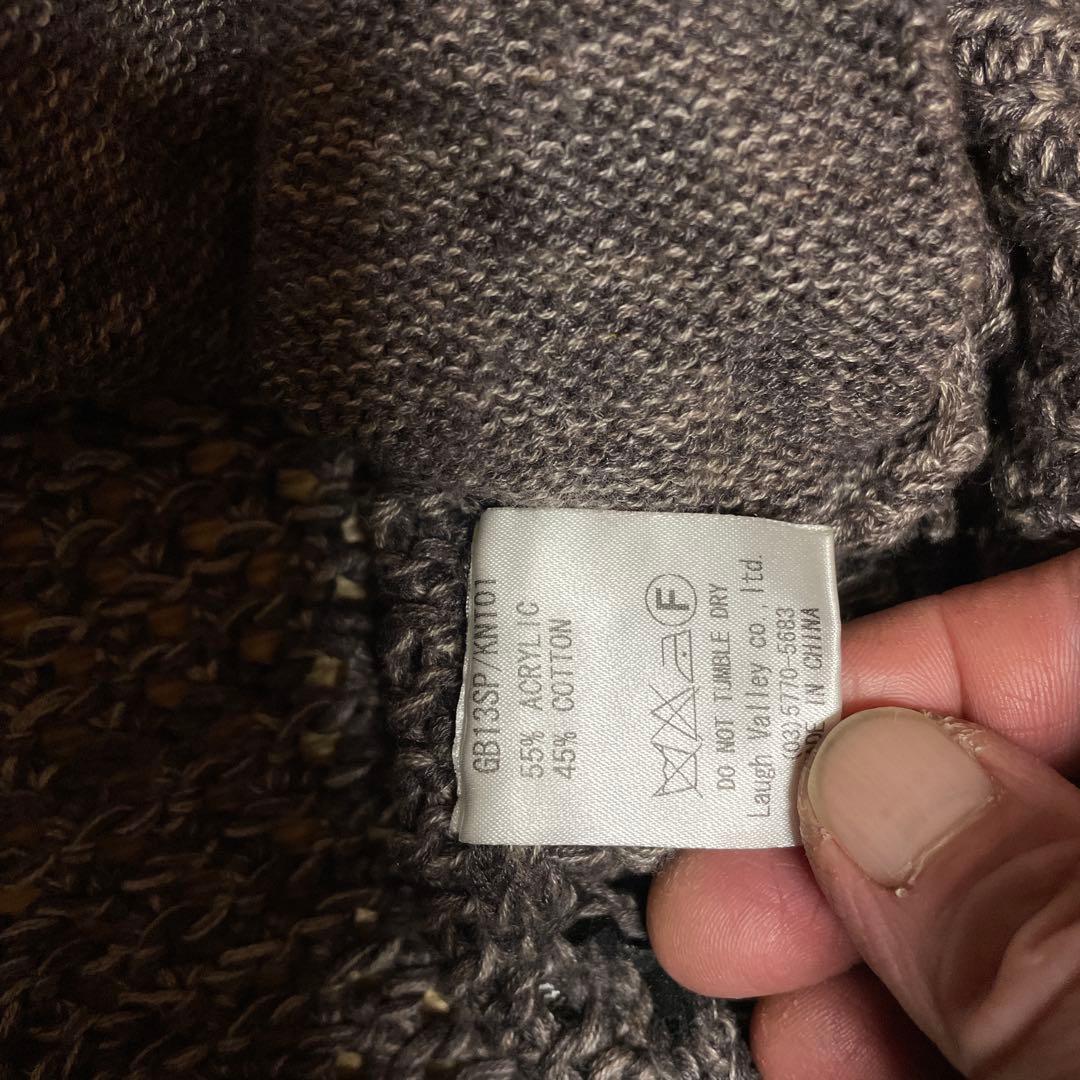 GB13SP/KNT01
55% ACRYLIC
45% COTTON
F
DO NOT TUMBLE DRY
Laugh Valley co ,ltd.
(03)5770-5683
IN CHINA